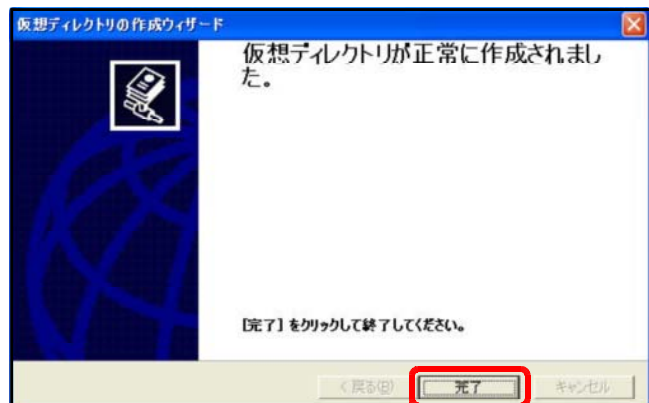 仮想ディレクトリの作成ウィザード
仮想ディレクトリが正常に作成されまし
た。
[完了] をクリックして終了してください。
< 戻る(B)
完了
キャンセル